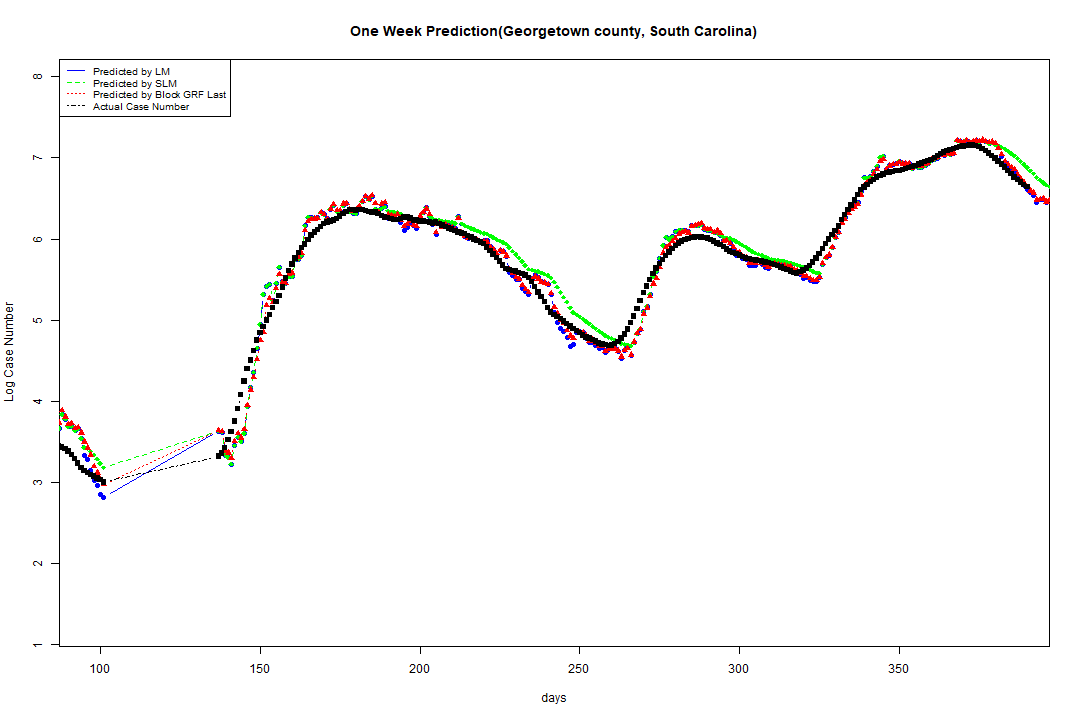 One Week Prediction(Georgetown county, South Carolina)
Predicted by LM
Predicted by SLM
Predicted by Block GRF Last
Actual Case Number
8
7
6
5
4
3
2
1
Log Case Number
100 150 200 250 300 350
days